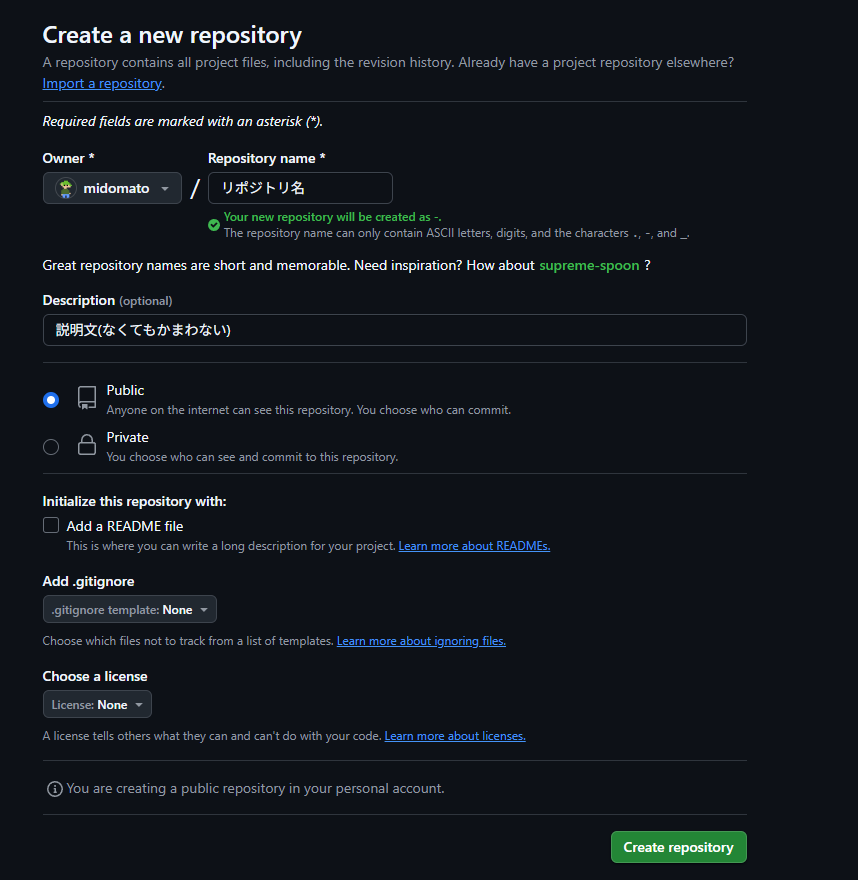 Create a new repository
A repository contains all project files, including the revision history. Already have a project repository elsewhere?
Import a repository.
Required fields are marked with an asterisk (*).
Owner *
Repository name *
midomato
/
リポジトリ名
Your new repository will be created as -.
The repository name can only contain ASCII letters, digits, and the characters ., -, and _.
Great repository names are short and memorable. Need inspiration? How about supreme-spoon ?
Description (optional)
説明文(なくてもかまわない)
Public
Anyone on the internet can see this repository. You choose who can commit.
Private
You choose who can see and commit to this repository.
Initialize this repository with:
Add a README file
This is where you can write a long description for your project. Learn more about READMEs.
Add .gitignore
.gitignore template: None
Choose which files not to track from a list of templates. Learn more about ignoring files.
Choose a license
License: None
A license tells others what they can and can't do with your code. Learn more about licenses.
You are creating a public repository in your personal account.
Create repository